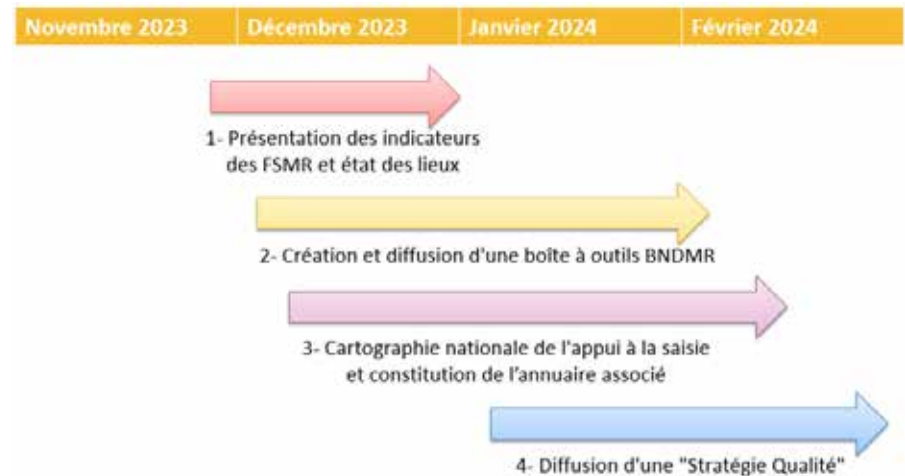 Novembre 2023 Décembre 2023 Janvier 2024 Février 2024
1- Présentation des indicateurs
des FSMR et état des lieux
2- Création et diffusion d'une boîte à outils BNDMR
3- Cartographie nationale de l'appui à la saisie
et constitution de l'annuaire associé
4- Diffusion d'une "Stratégie Qualité"